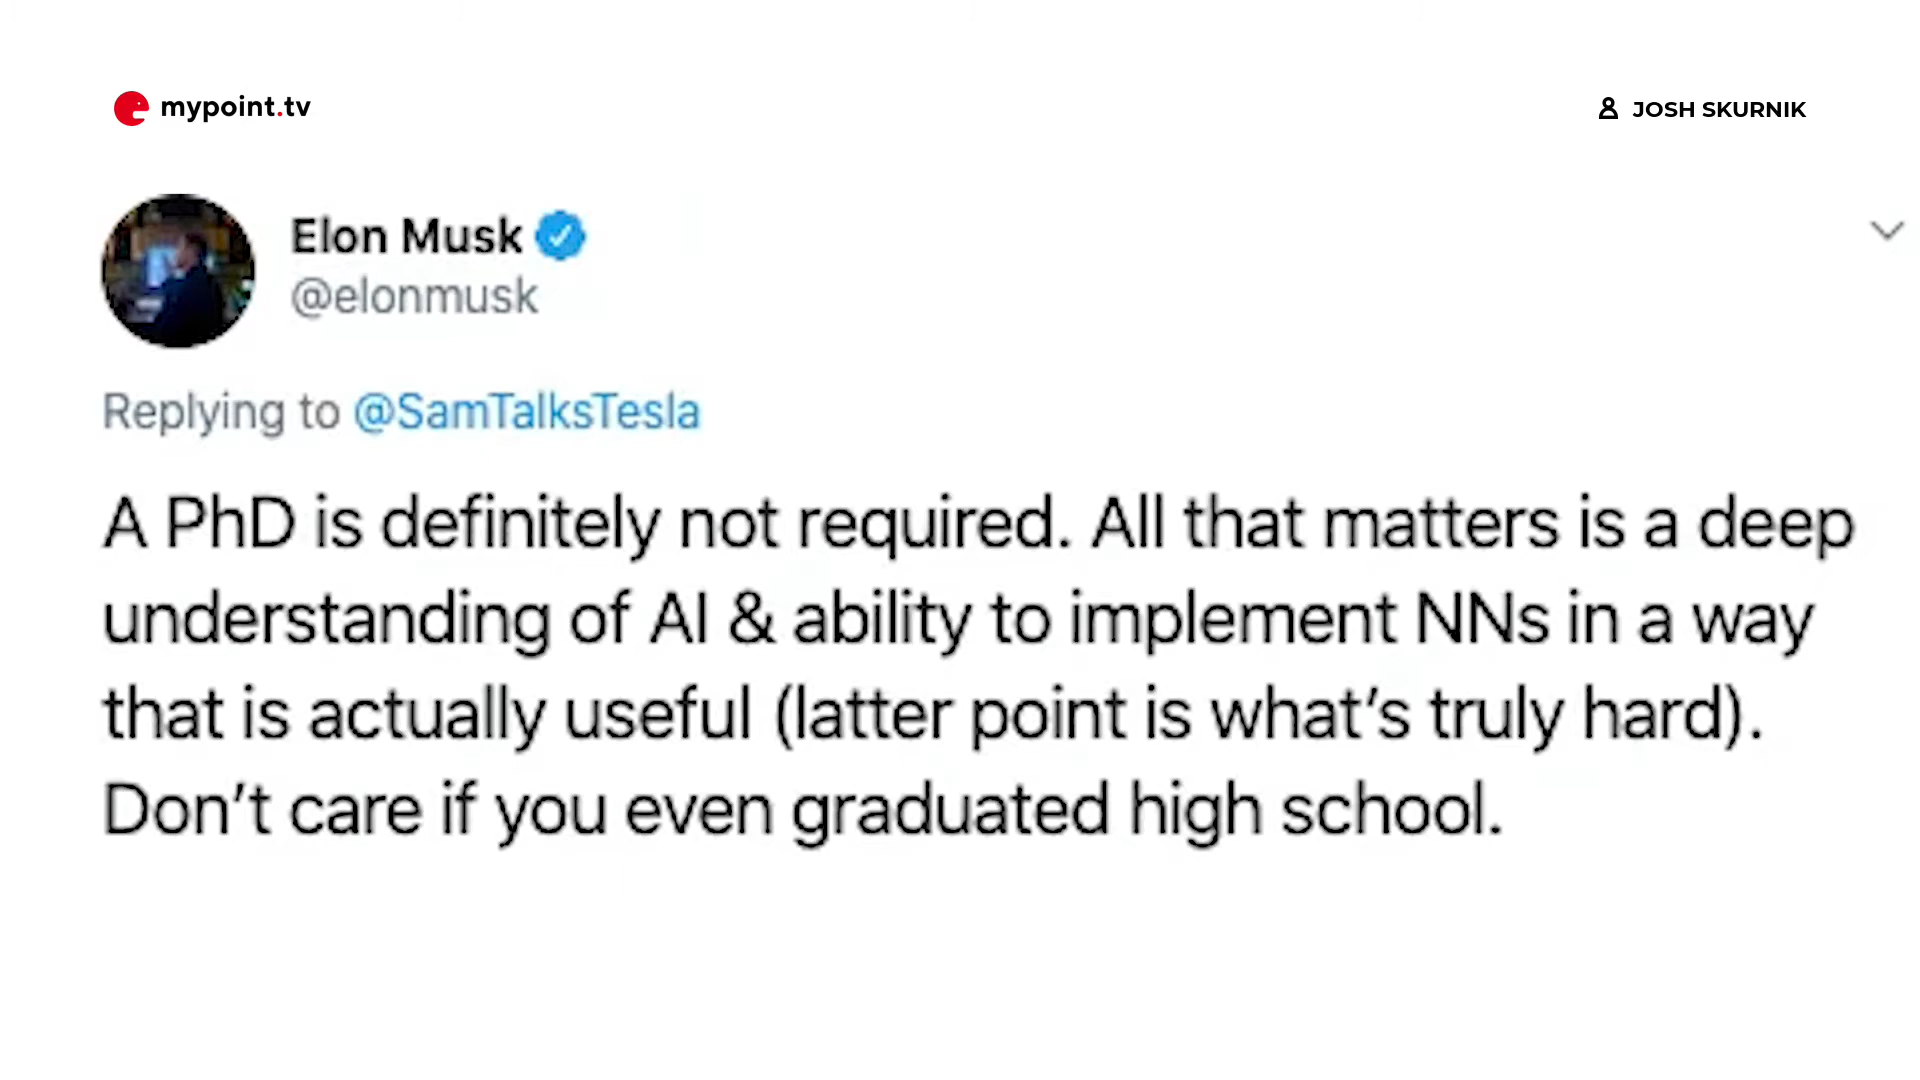 mypoint.tv
JOSH SKURNIK
Elon Musk
@elonmusk
Replying to @SamTalksTesla
A PhD is definitely not required. All that matters is a deep
understanding of AI & ability to implement NNs in a way
that is actually useful (latter point is what’s truly hard).
Don’t care if you even graduated high school.